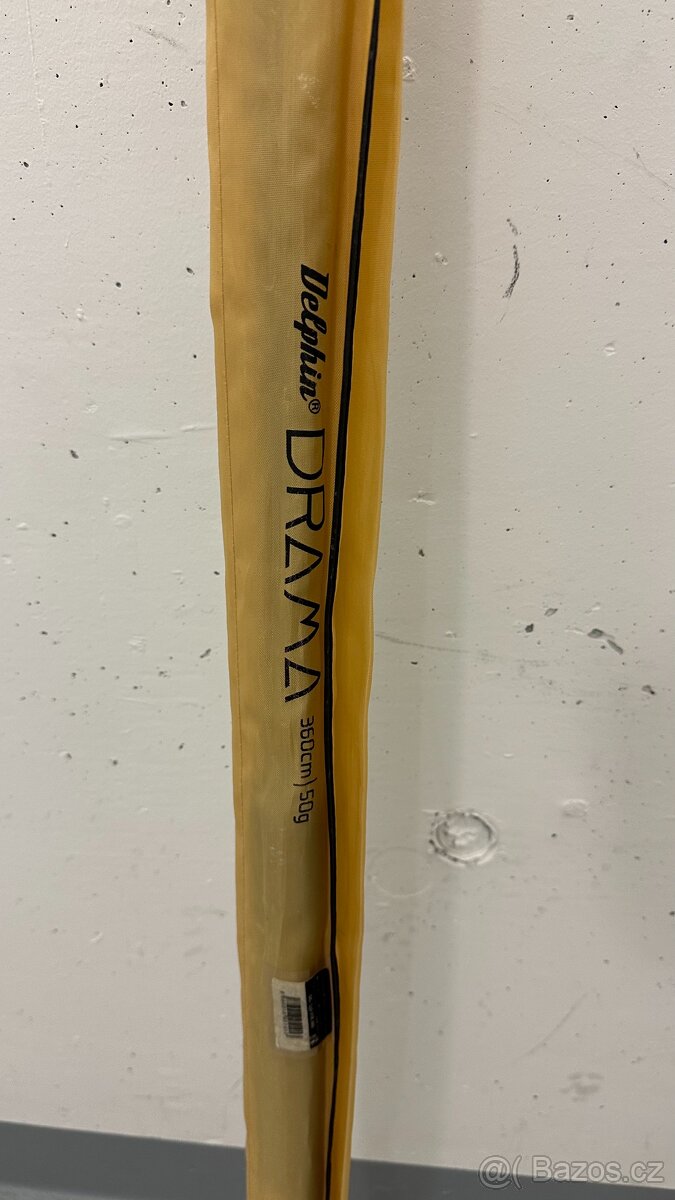 Delphin® DRAMA 360cm) 50g
@( Bazos.cz